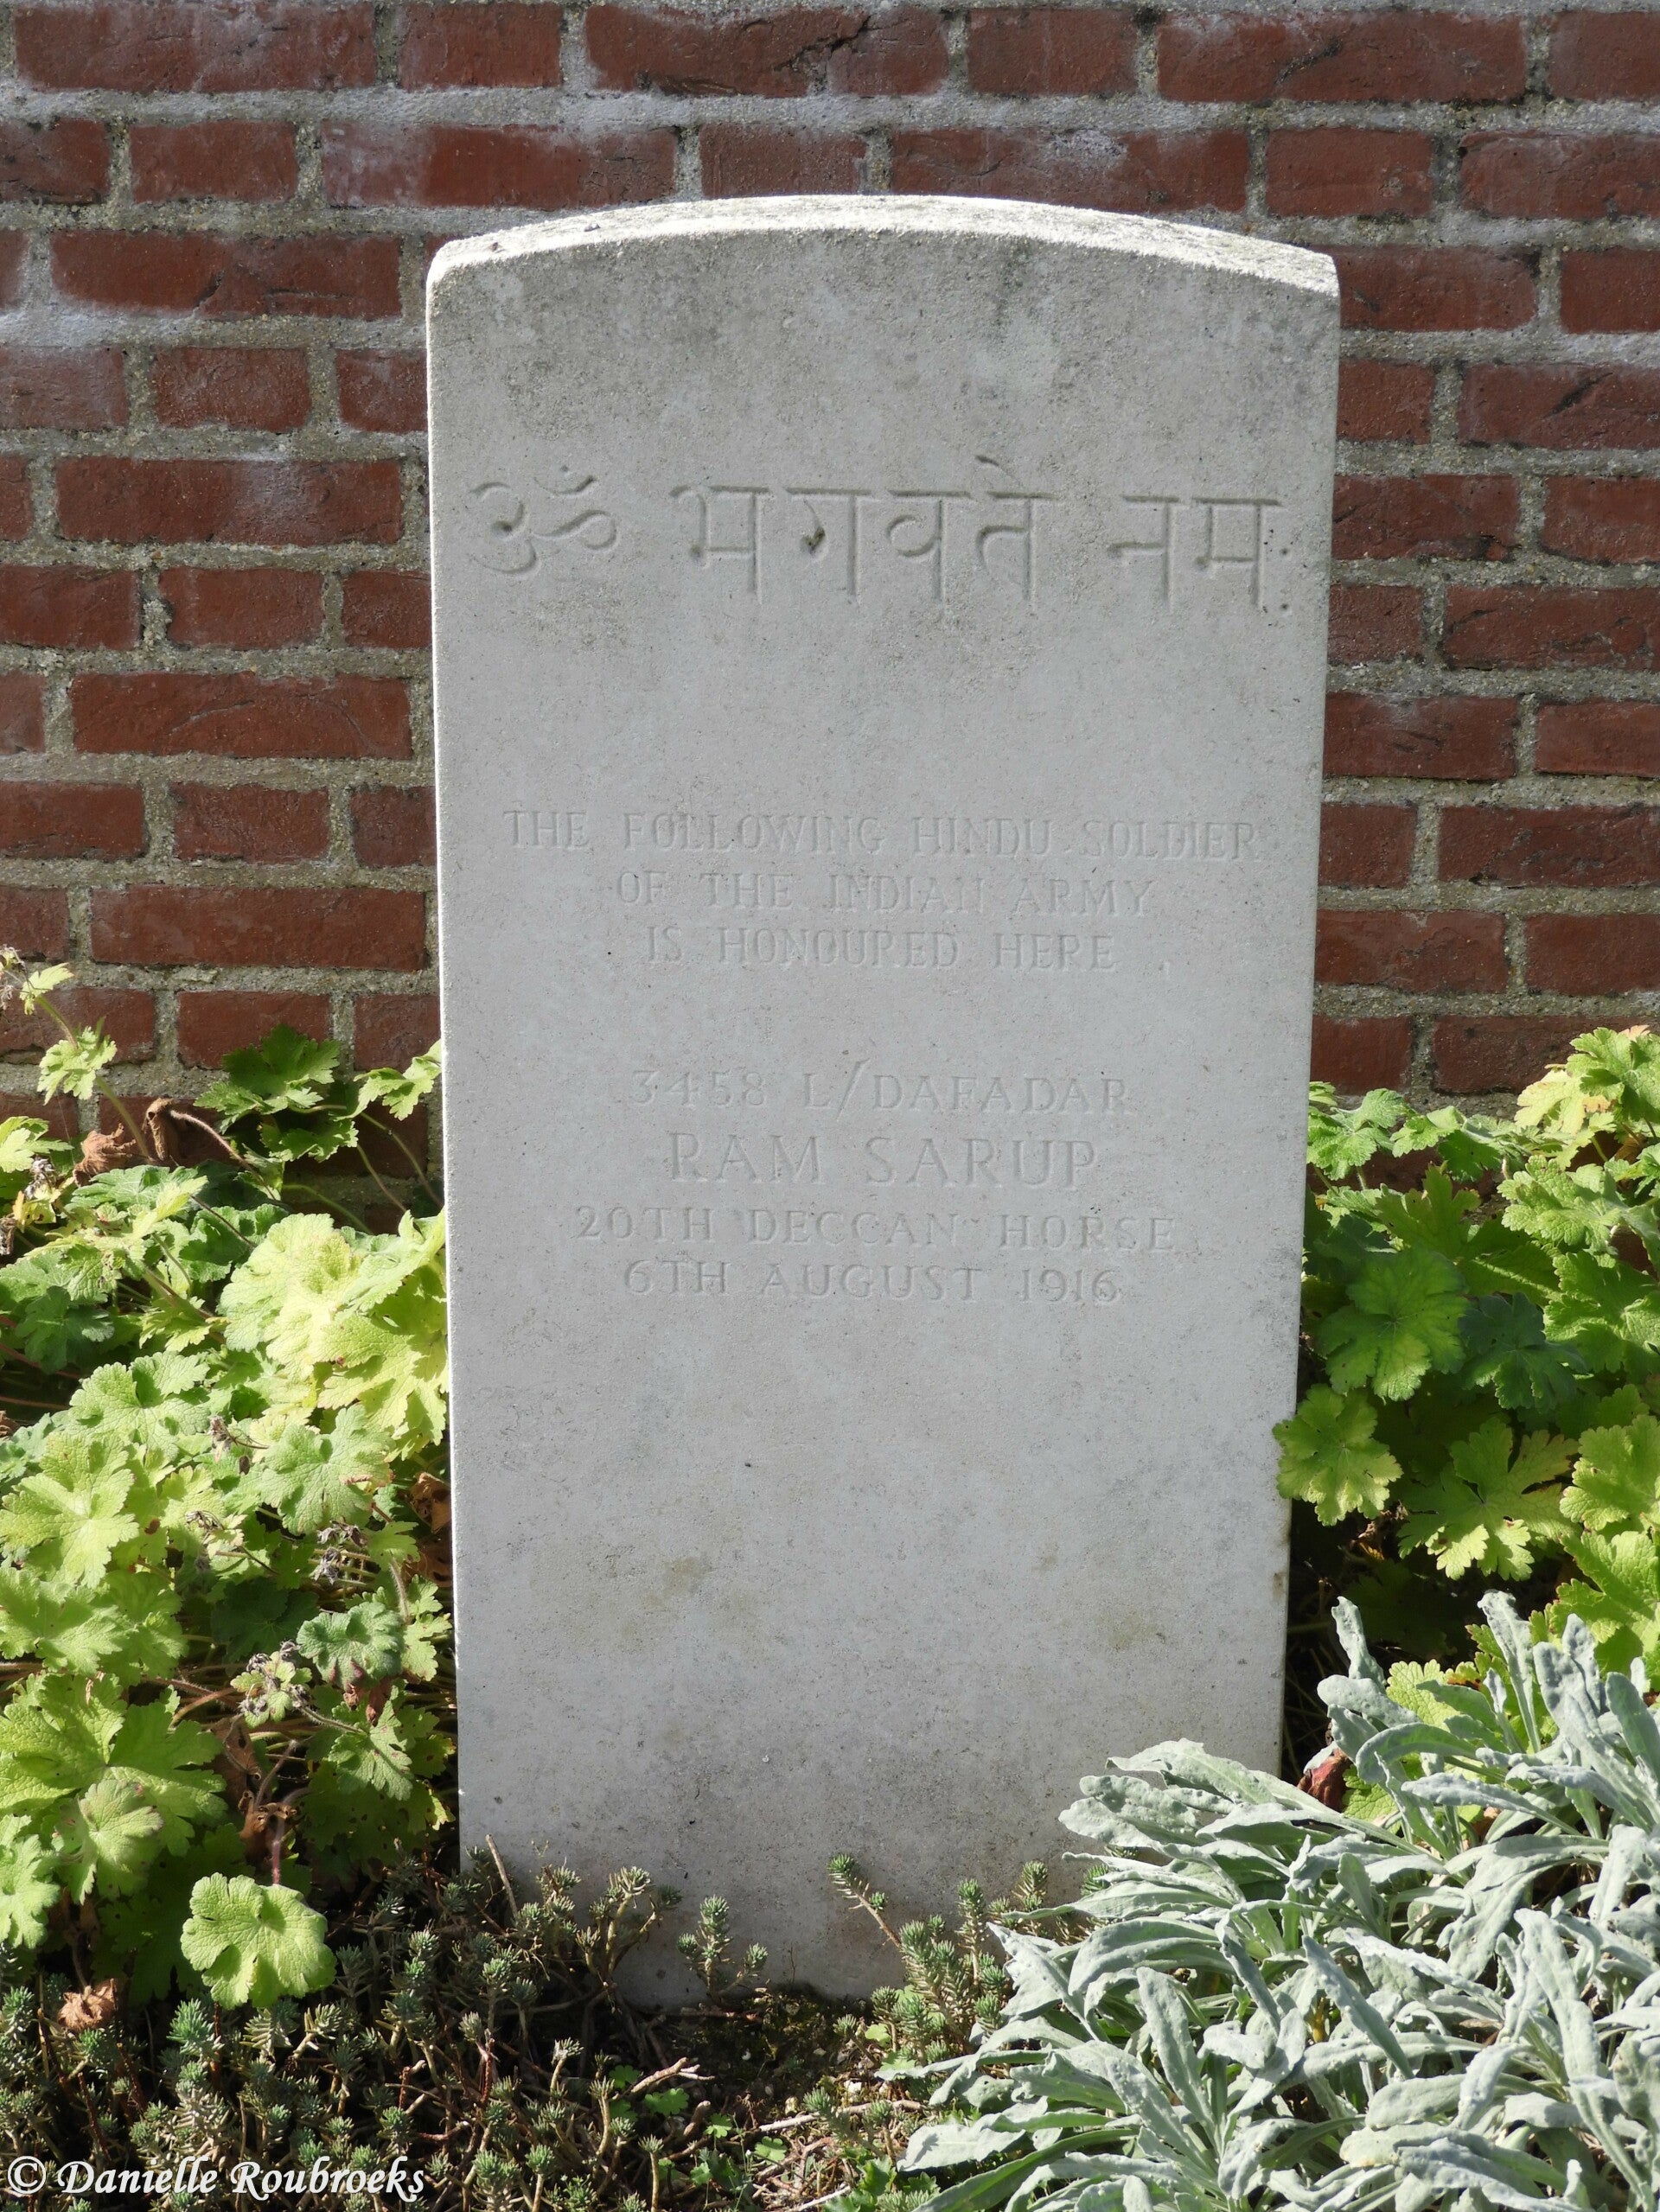 ॐ भगवते नमः
THE FOLLOWING HINDU SOLDIER
OF THE INDIAN ARMY
IS HONOURED HERE
3458 L/DAFADAR
RAM SARUP
20TH DECCAN HORSE
6TH AUGUST 1916
© Danielle Roubroeks